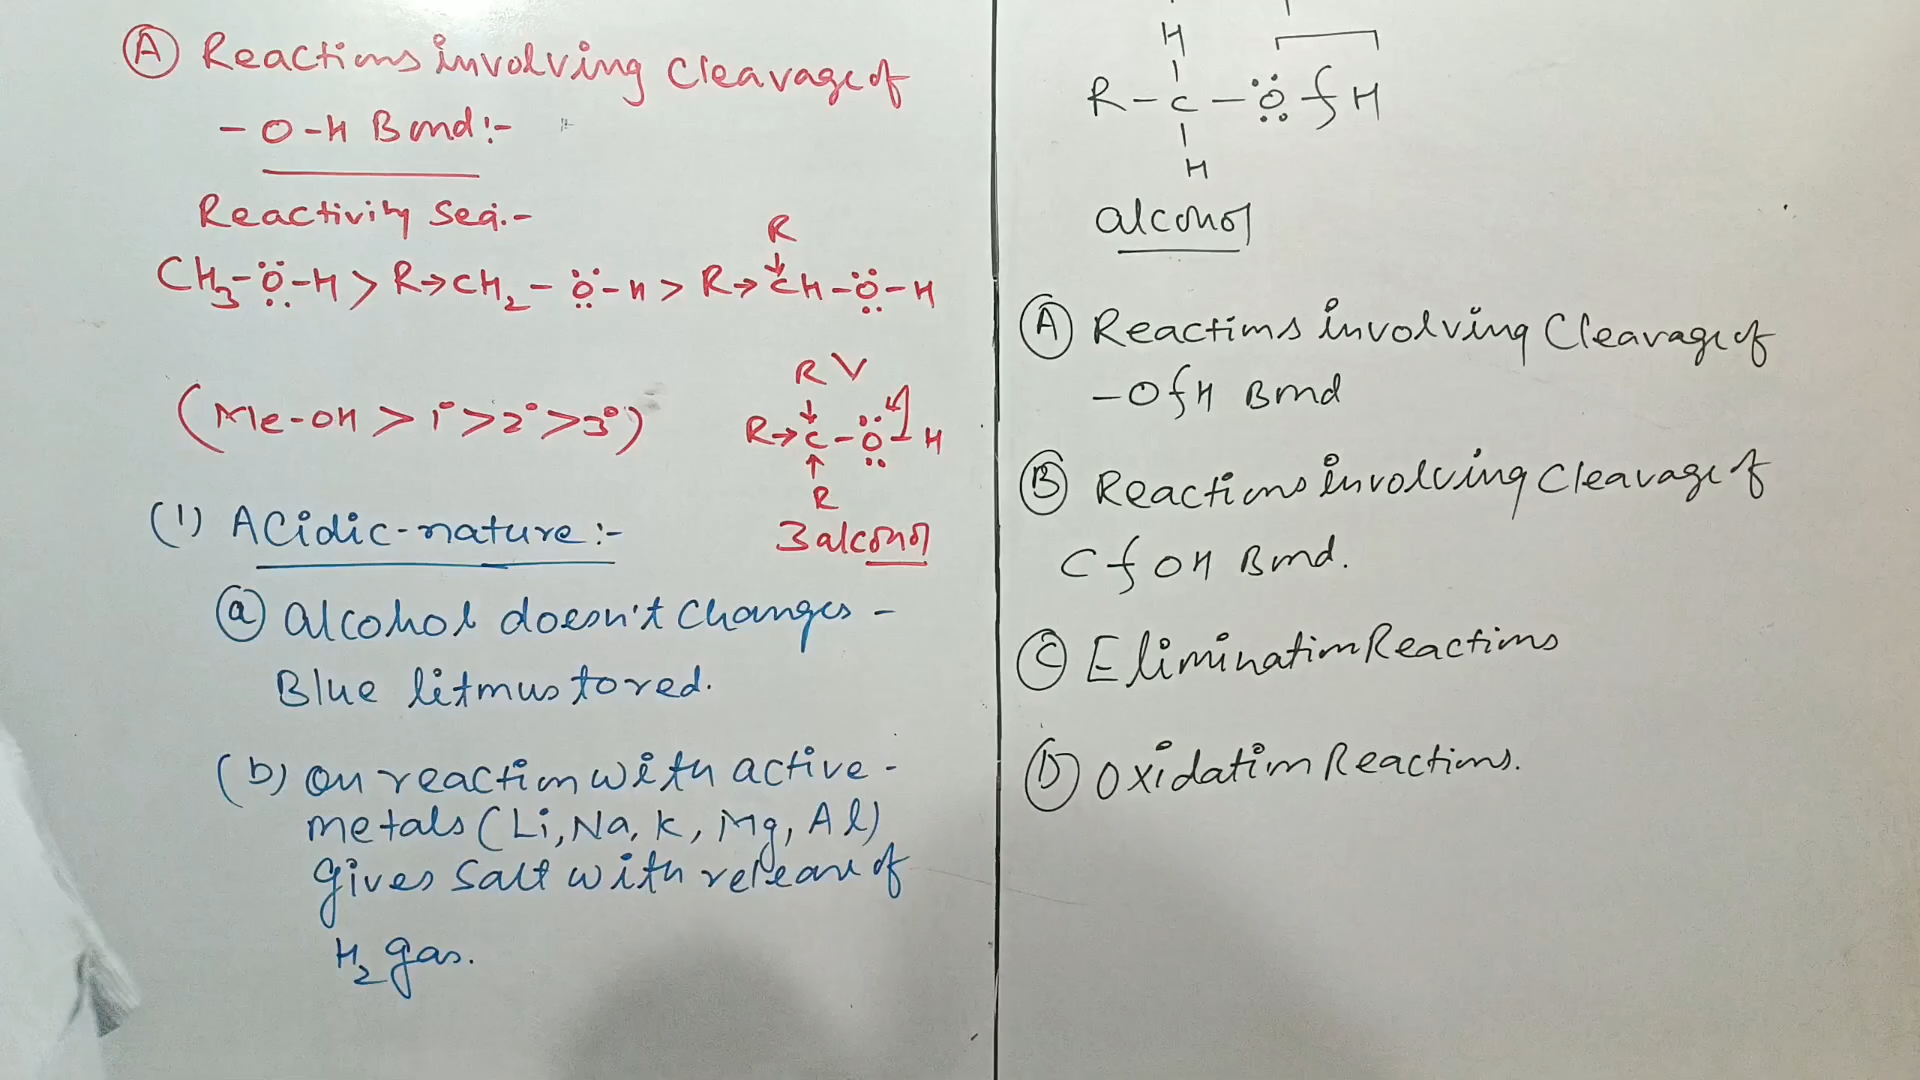 Ⓐ Reactions involving Cleavage of
-O-H Bond:-
Reactivity Seq.-
R
CH₃-Ö-H > R→CH₂-Ö-H > R→CH-Ö-H
R V
(Me-OH > 1° > 2° > 3°)
R→C-Ö-H
R
3 alcohol
(1) Acidic-nature:-
ⓐ Alcohol doesn't Changes -
Blue litmus to red.
(b) On reaction with active -
metals (Li, Na, K, Mg, Al)
gives Salt with release of
H₂ gas.
H
R-C-Ö-H
H
alcohol
Ⓐ Reactions involving Cleavage of
-O-H Bond
Ⓑ Reactions involving Cleavage of
C-OH Bond.
Ⓒ Elimination Reactions
Ⓓ Oxidation Reactions.